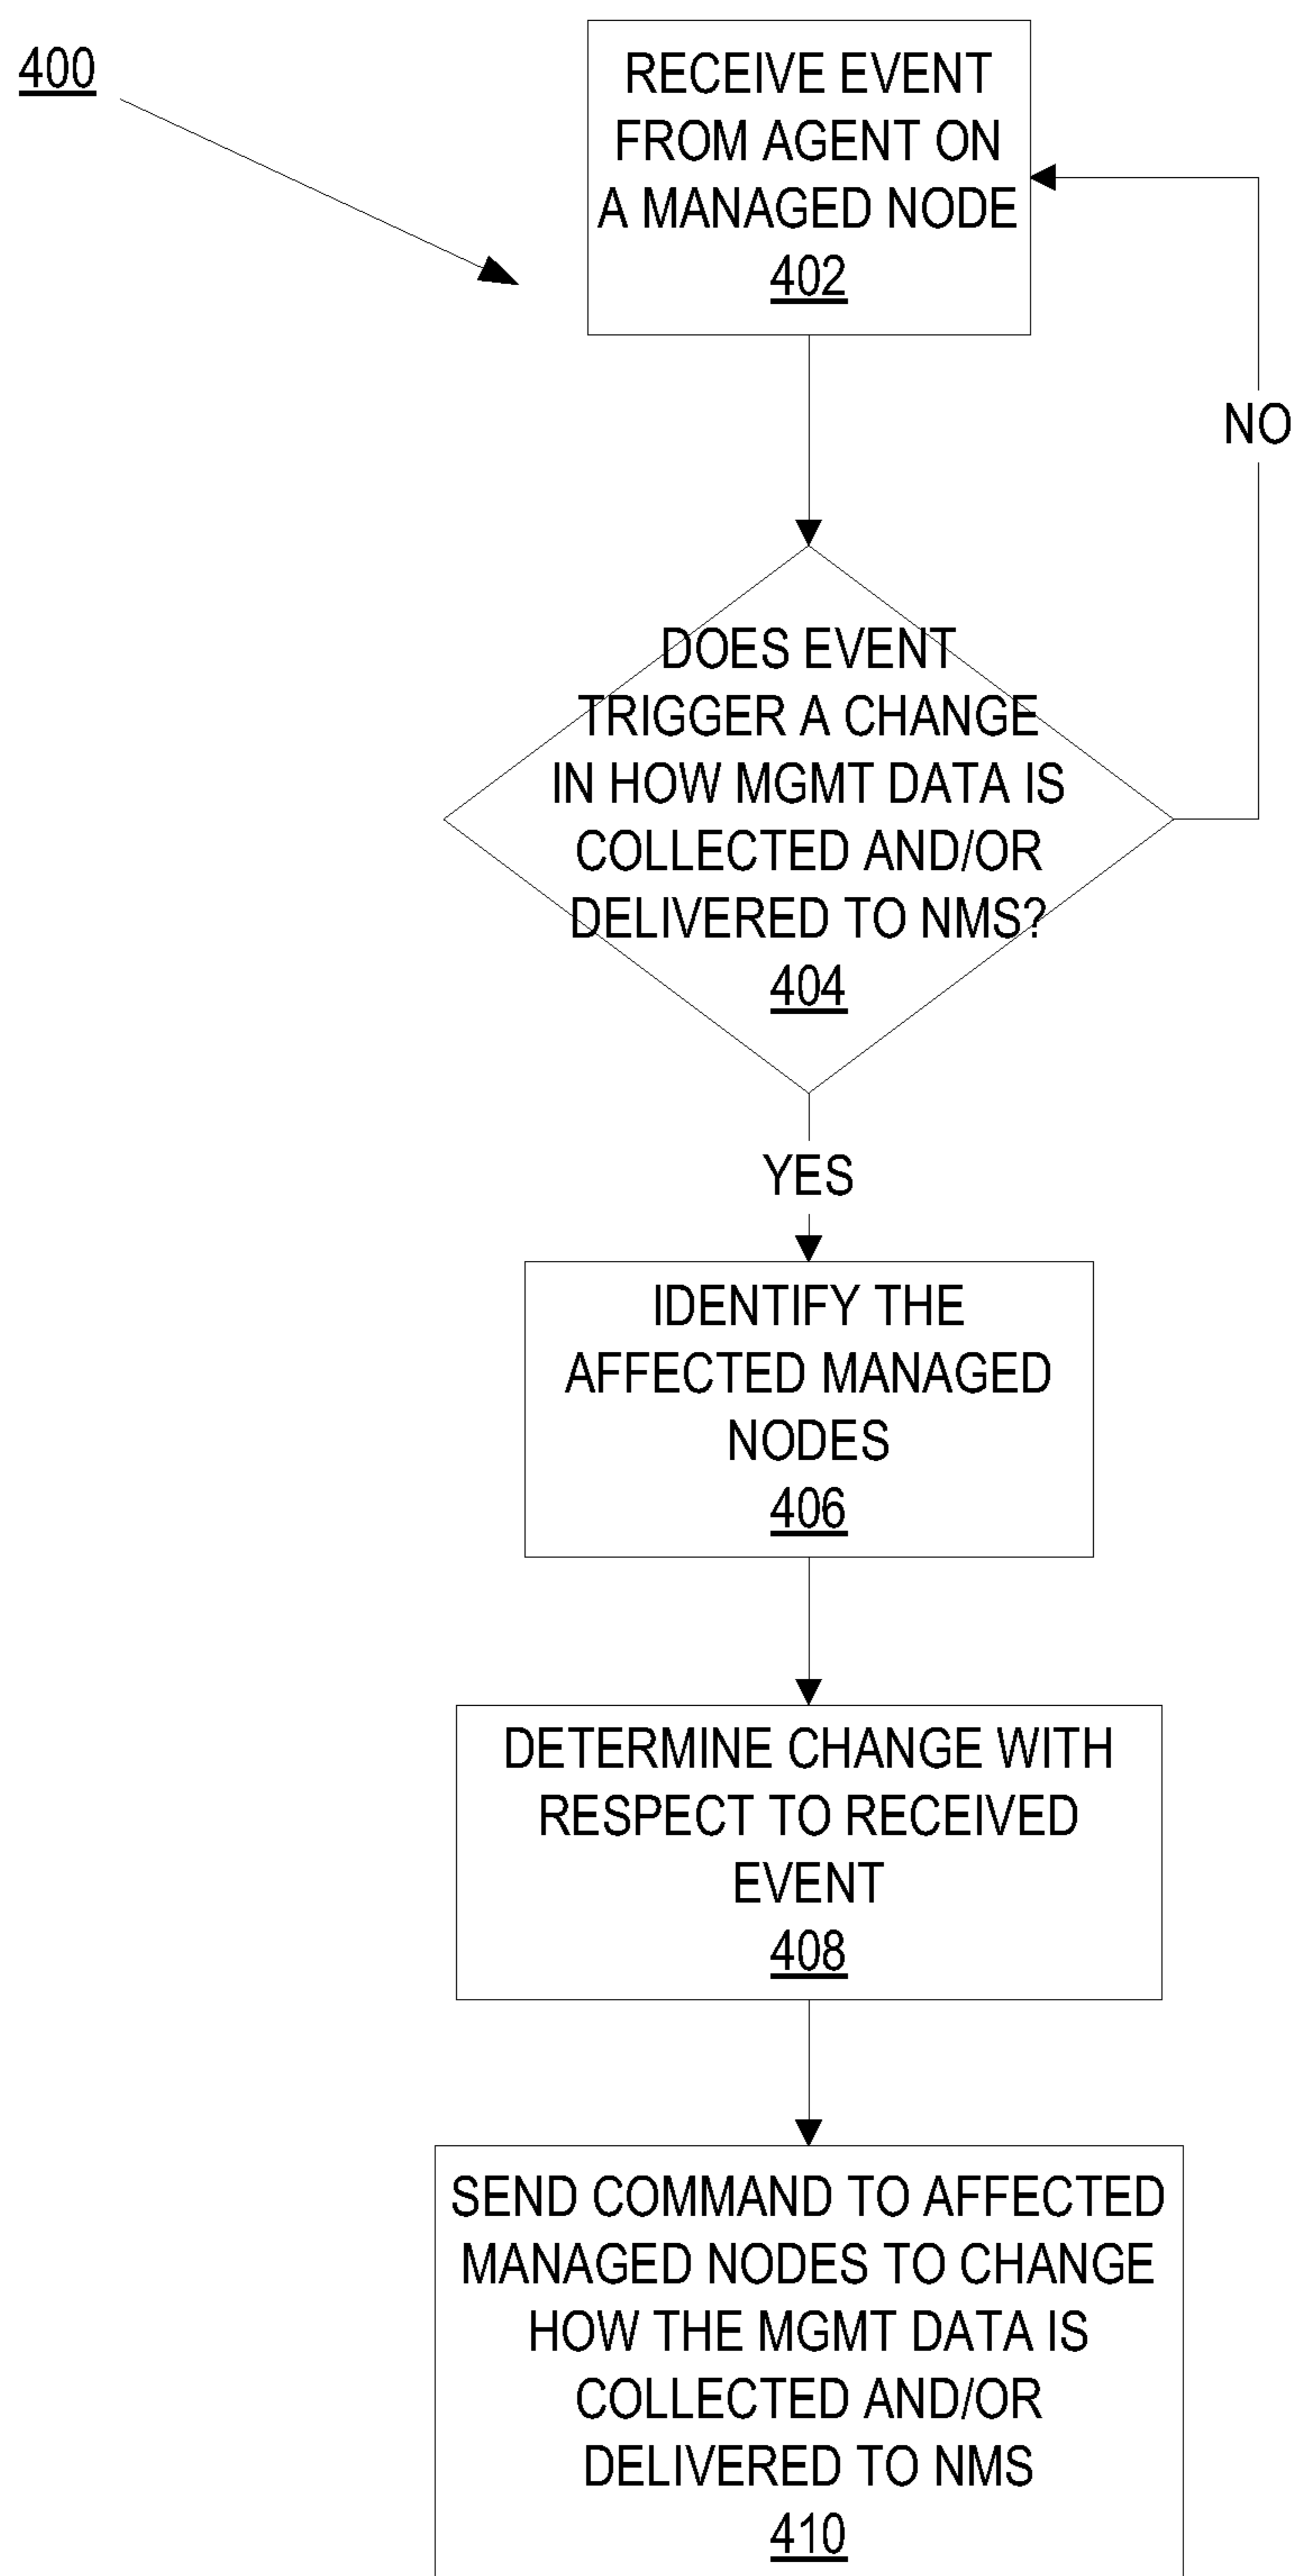 400
RECEIVE EVENT
FROM AGENT ON
A MANAGED NODE
402
NO
DOES EVENT
TRIGGER A CHANGE
IN HOW MGMT DATA IS
COLLECTED AND/OR
DELIVERED TO NMS?
404
YES
IDENTIFY THE
AFFECTED MANAGED
NODES
406
DETERMINE CHANGE WITH
RESPECT TO RECEIVED
EVENT
408
SEND COMMAND TO AFFECTED
MANAGED NODES TO CHANGE
HOW THE MGMT DATA IS
COLLECTED AND/OR
DELIVERED TO NMS
410